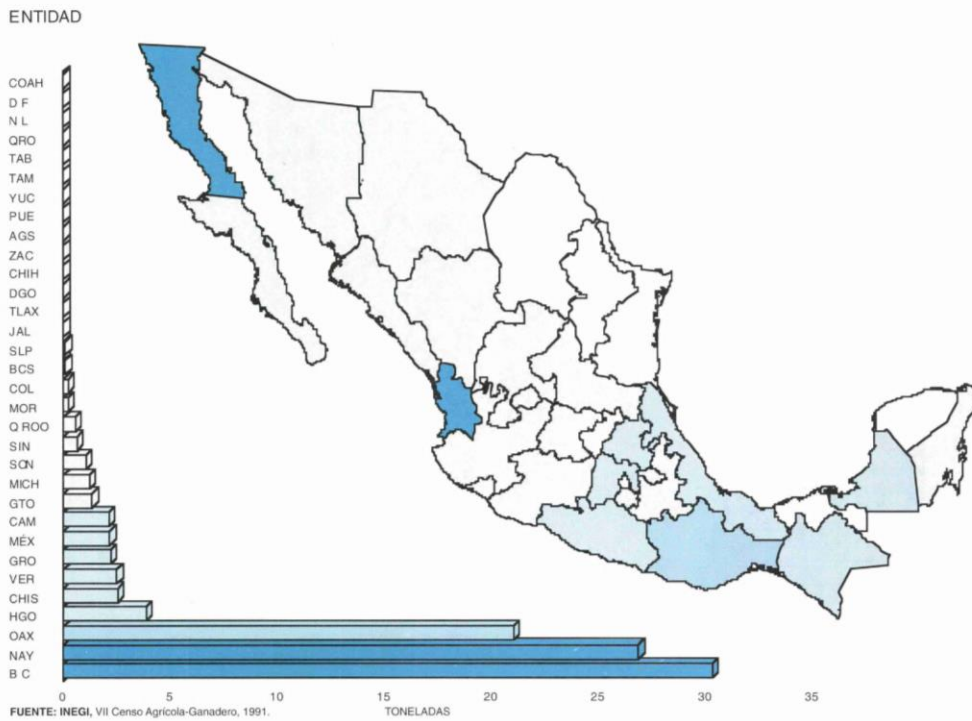 ENTIDAD
COAH
D F
N L
QRO
TAB
TAM
YUC
PUE
AGS
ZAC
CHIH
DGO
TLAX
JAL
SLP
BCS
COL
MOR
Q ROO
SIN
SON
MICH
GTO
CAM
MÉX
GRO
VER
CHIS
HGO
OAX
NAY
B C
0 5 10 15 20 25 30 35
FUENTE: INEGI, VII Censo Agrícola-Ganadero, 1991. TONELADAS